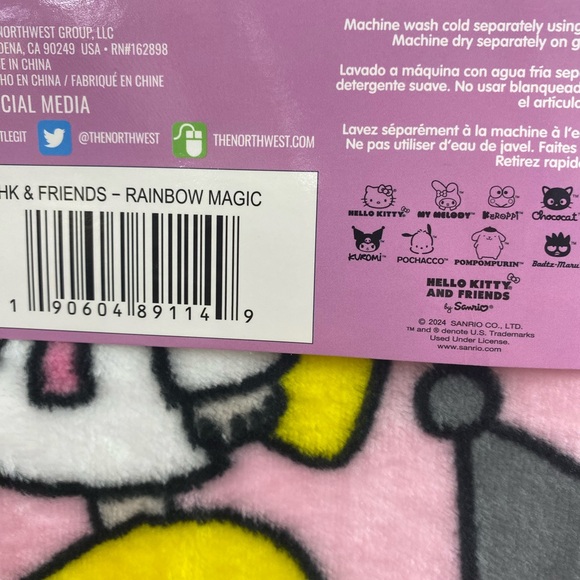 NORTHWEST GROUP, LLC
DENA, CA 90249 USA • RN#162898
E IN CHINA
HO EN CHINA / FABRIQUÉ EN CHINE
CIAL MEDIA
TLEGIT @THENORTHWEST THENORTHWEST.COM
HK & FRIENDS – RAINBOW MAGIC
1 90604 89114 9
Machine wash cold separately using
Machine dry separately on
Lavado a máquina con agua fría sepa
detergente suave. No usar blanquead
el artícul
Lavez séparément à la machine à l'e
Ne pas utiliser d'eau de javel. Faites
Retirez rapid
HELLO KITTY MY MELODY KEROPPI Chococat
KUROMI POCHACCO POMPOMPURIN Badtz-Maru
HELLO KITTY
AND FRIENDS
by Sanrio
© 2024 SANRIO CO., LTD.
™ and ® denote U.S. Trademarks
Used Under License.
www.sanrio.com